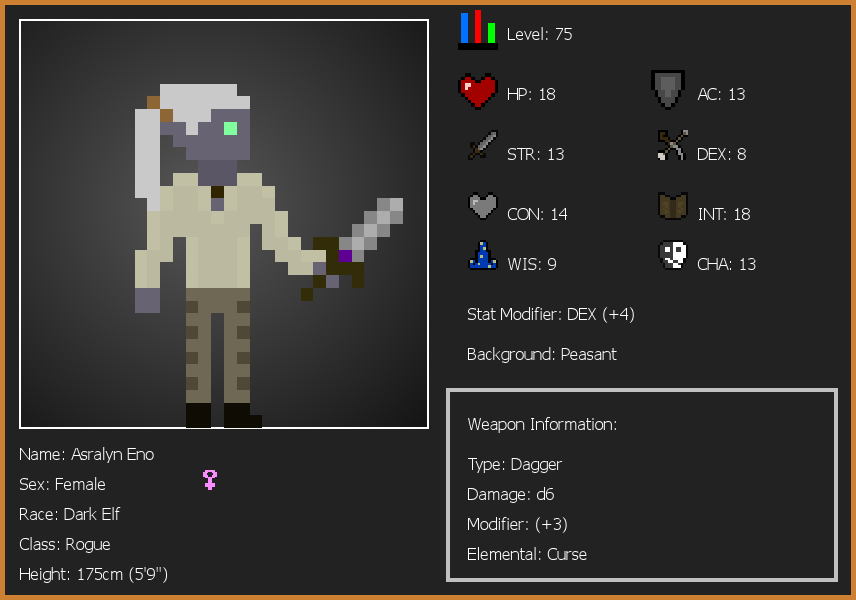 Level: 75
HP: 18
AC: 13
STR: 13
DEX: 8
CON: 14
INT: 18
WIS: 9
CHA: 13
Stat Modifier: DEX (+4)
Background: Peasant
Weapon Information:
Type: Dagger
Damage: d6
Modifier: (+3)
Elemental: Curse
Name: Asralyn Eno
Sex: Female
Race: Dark Elf
Class: Rogue
Height: 175cm (5'9")